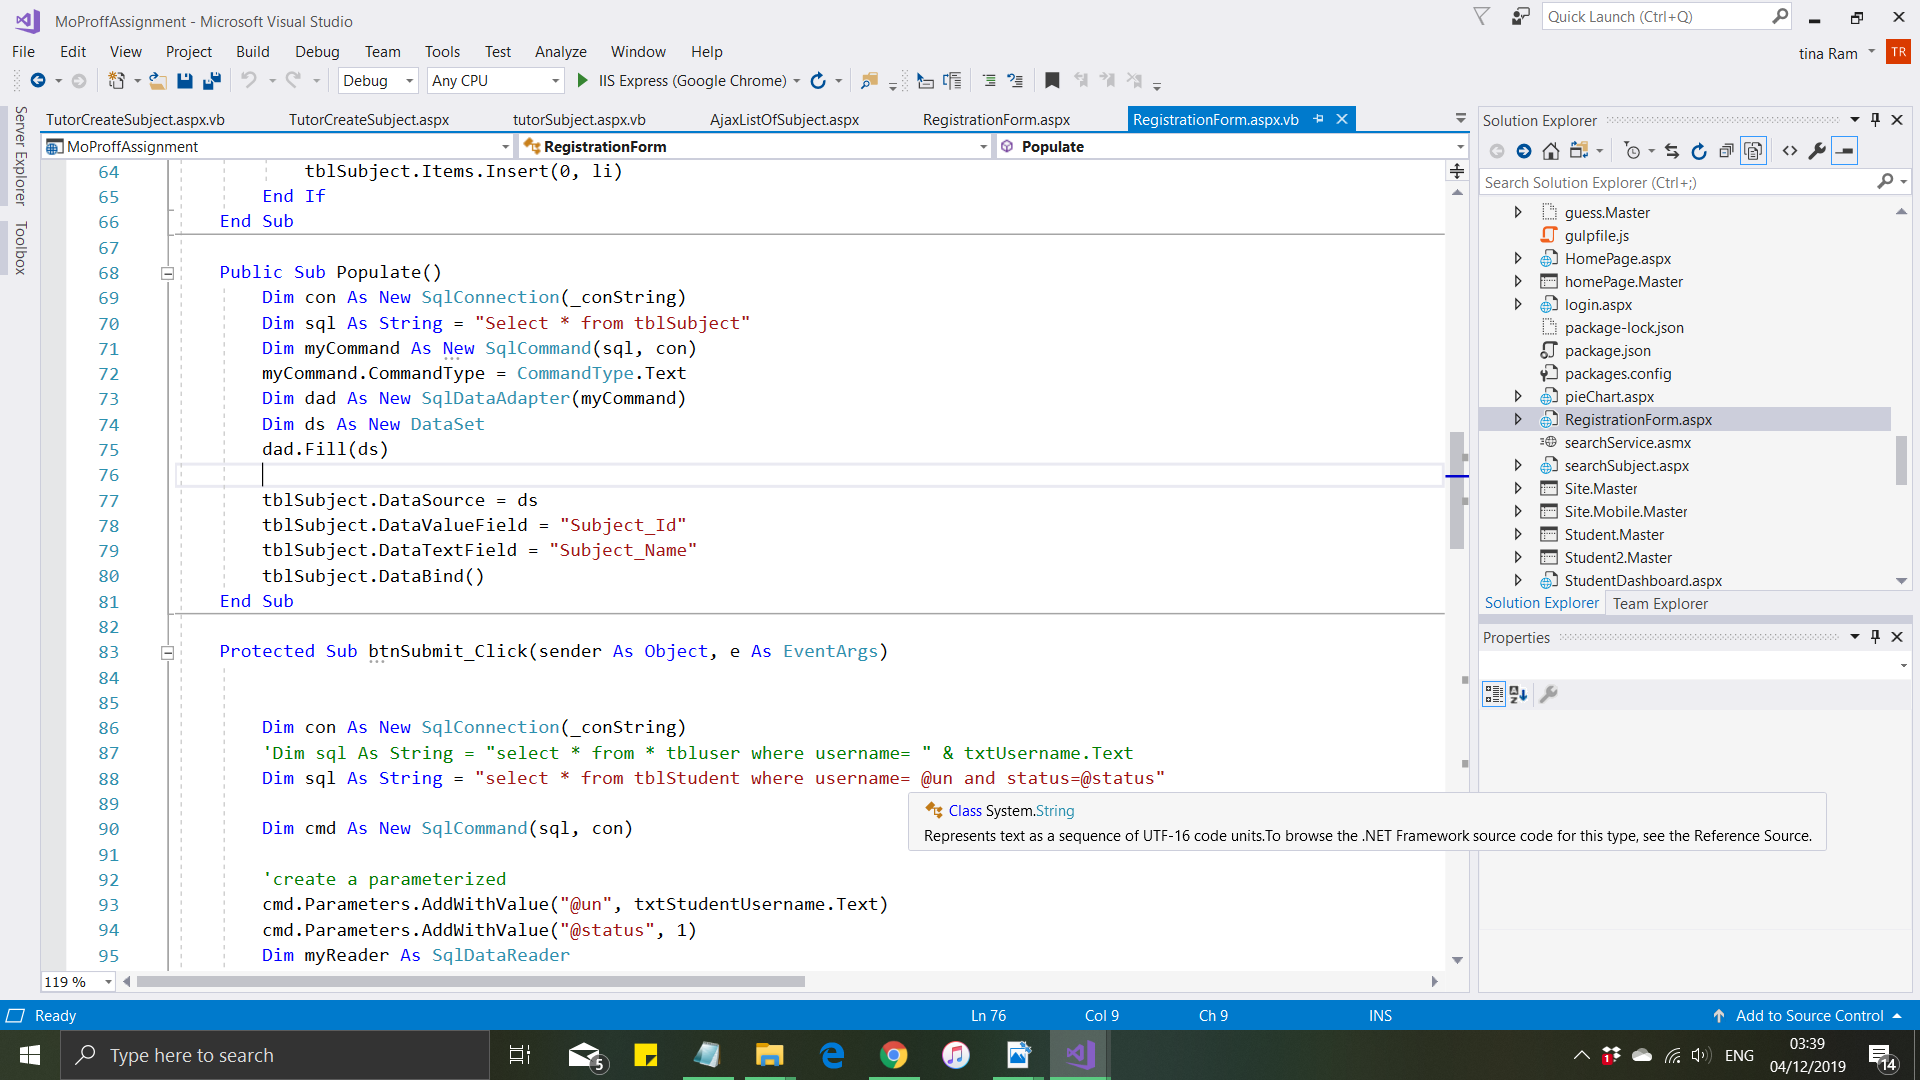 MoProffAssignment - Microsoft Visual Studio
Quick Launch (Ctrl+Q)
File Edit View Project Build Debug Team Tools Test Analyze Window Help
tina Ram TR
Debug Any CPU IIS Express (Google Chrome)
Server Explorer
Toolbox
TutorCreateSubject.aspx.vb TutorCreateSubject.aspx tutorSubject.aspx.vb AjaxListOfSubject.aspx RegistrationForm.aspx RegistrationForm.aspx.vb
MoProffAssignment RegistrationForm Populate
64 tblSubject.Items.Insert(0, li)
65 End If
66 End Sub
67
68 Public Sub Populate()
69 Dim con As New SqlConnection(_conString)
70 Dim sql As String = "Select * from tblSubject"
71 Dim myCommand As New SqlCommand(sql, con)
72 myCommand.CommandType = CommandType.Text
73 Dim dad As New SqlDataAdapter(myCommand)
74 Dim ds As New DataSet
75 dad.Fill(ds)
76
77 tblSubject.DataSource = ds
78 tblSubject.DataValueField = "Subject_Id"
79 tblSubject.DataTextField = "Subject_Name"
80 tblSubject.DataBind()
81 End Sub
82
83 Protected Sub btnSubmit_Click(sender As Object, e As EventArgs)
84
85
86 Dim con As New SqlConnection(_conString)
87 'Dim sql As String = "select * from * tbluser where username= " & txtUsername.Text
88 Dim sql As String = "select * from tblStudent where username= @un and status=@status"
89
90 Dim cmd As New SqlCommand(sql, con)
91
92 'create a parameterized
93 cmd.Parameters.AddWithValue("@un", txtStudentUsername.Text)
94 cmd.Parameters.AddWithValue("@status", 1)
95 Dim myReader As SqlDataReader
Class System.String
Represents text as a sequence of UTF-16 code units.To browse the .NET Framework source code for this type, see the Reference Source.
119 %
Solution Explorer
Search Solution Explorer (Ctrl+;)
guess.Master
gulpfile.js
HomePage.aspx
homePage.Master
login.aspx
package-lock.json
package.json
packages.config
pieChart.aspx
RegistrationForm.aspx
searchService.asmx
searchSubject.aspx
Site.Master
Site.Mobile.Master
Student.Master
Student2.Master
StudentDashboard.aspx
Solution Explorer Team Explorer
Properties
Ready Ln 76 Col 9 Ch 9 INS Add to Source Control
Type here to search
5
1
ENG
03:39
04/12/2019
14